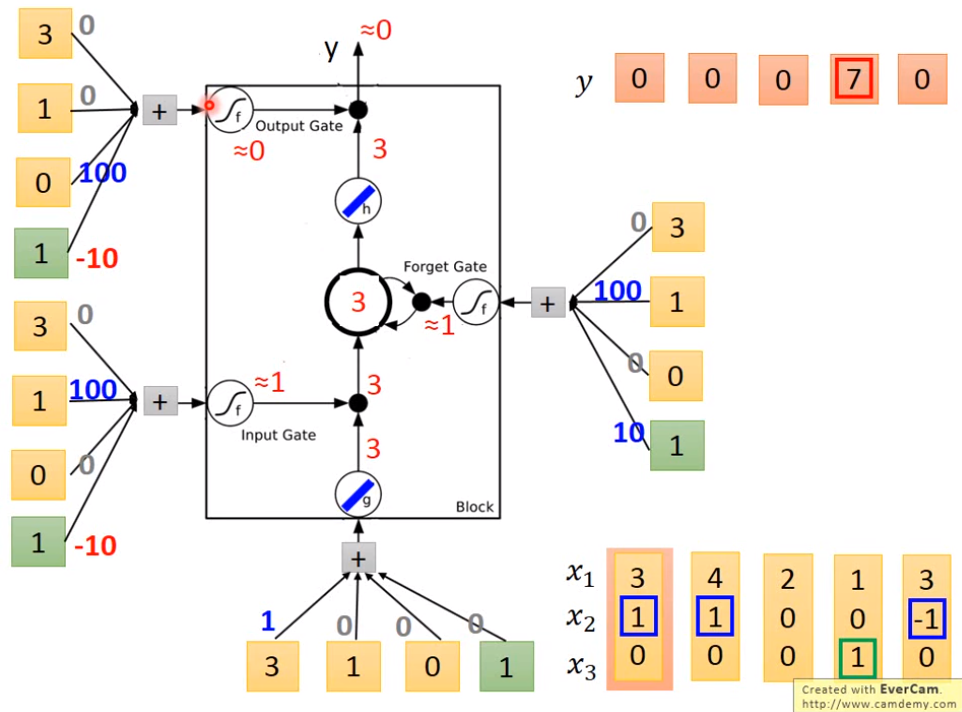 3 0
1 0
0 100
1 -10
≈0
y
f
Output Gate
≈0
3
h
+
3
Forget Gate
≈1
f
+
3 0
1 100
0 0
1 -10
+
f
≈1
Input Gate
3
3
g
Block
+
1 0 0 0
3 1 0 1
y 0 0 0 7 0
0 3
100 1
0 0
10 1
x₁ 3 4 2 1 3
x₂ 1 1 0 0 -1
x₃ 0 0 0 1 0
Created with EverCam.
http://www.camdemy.com